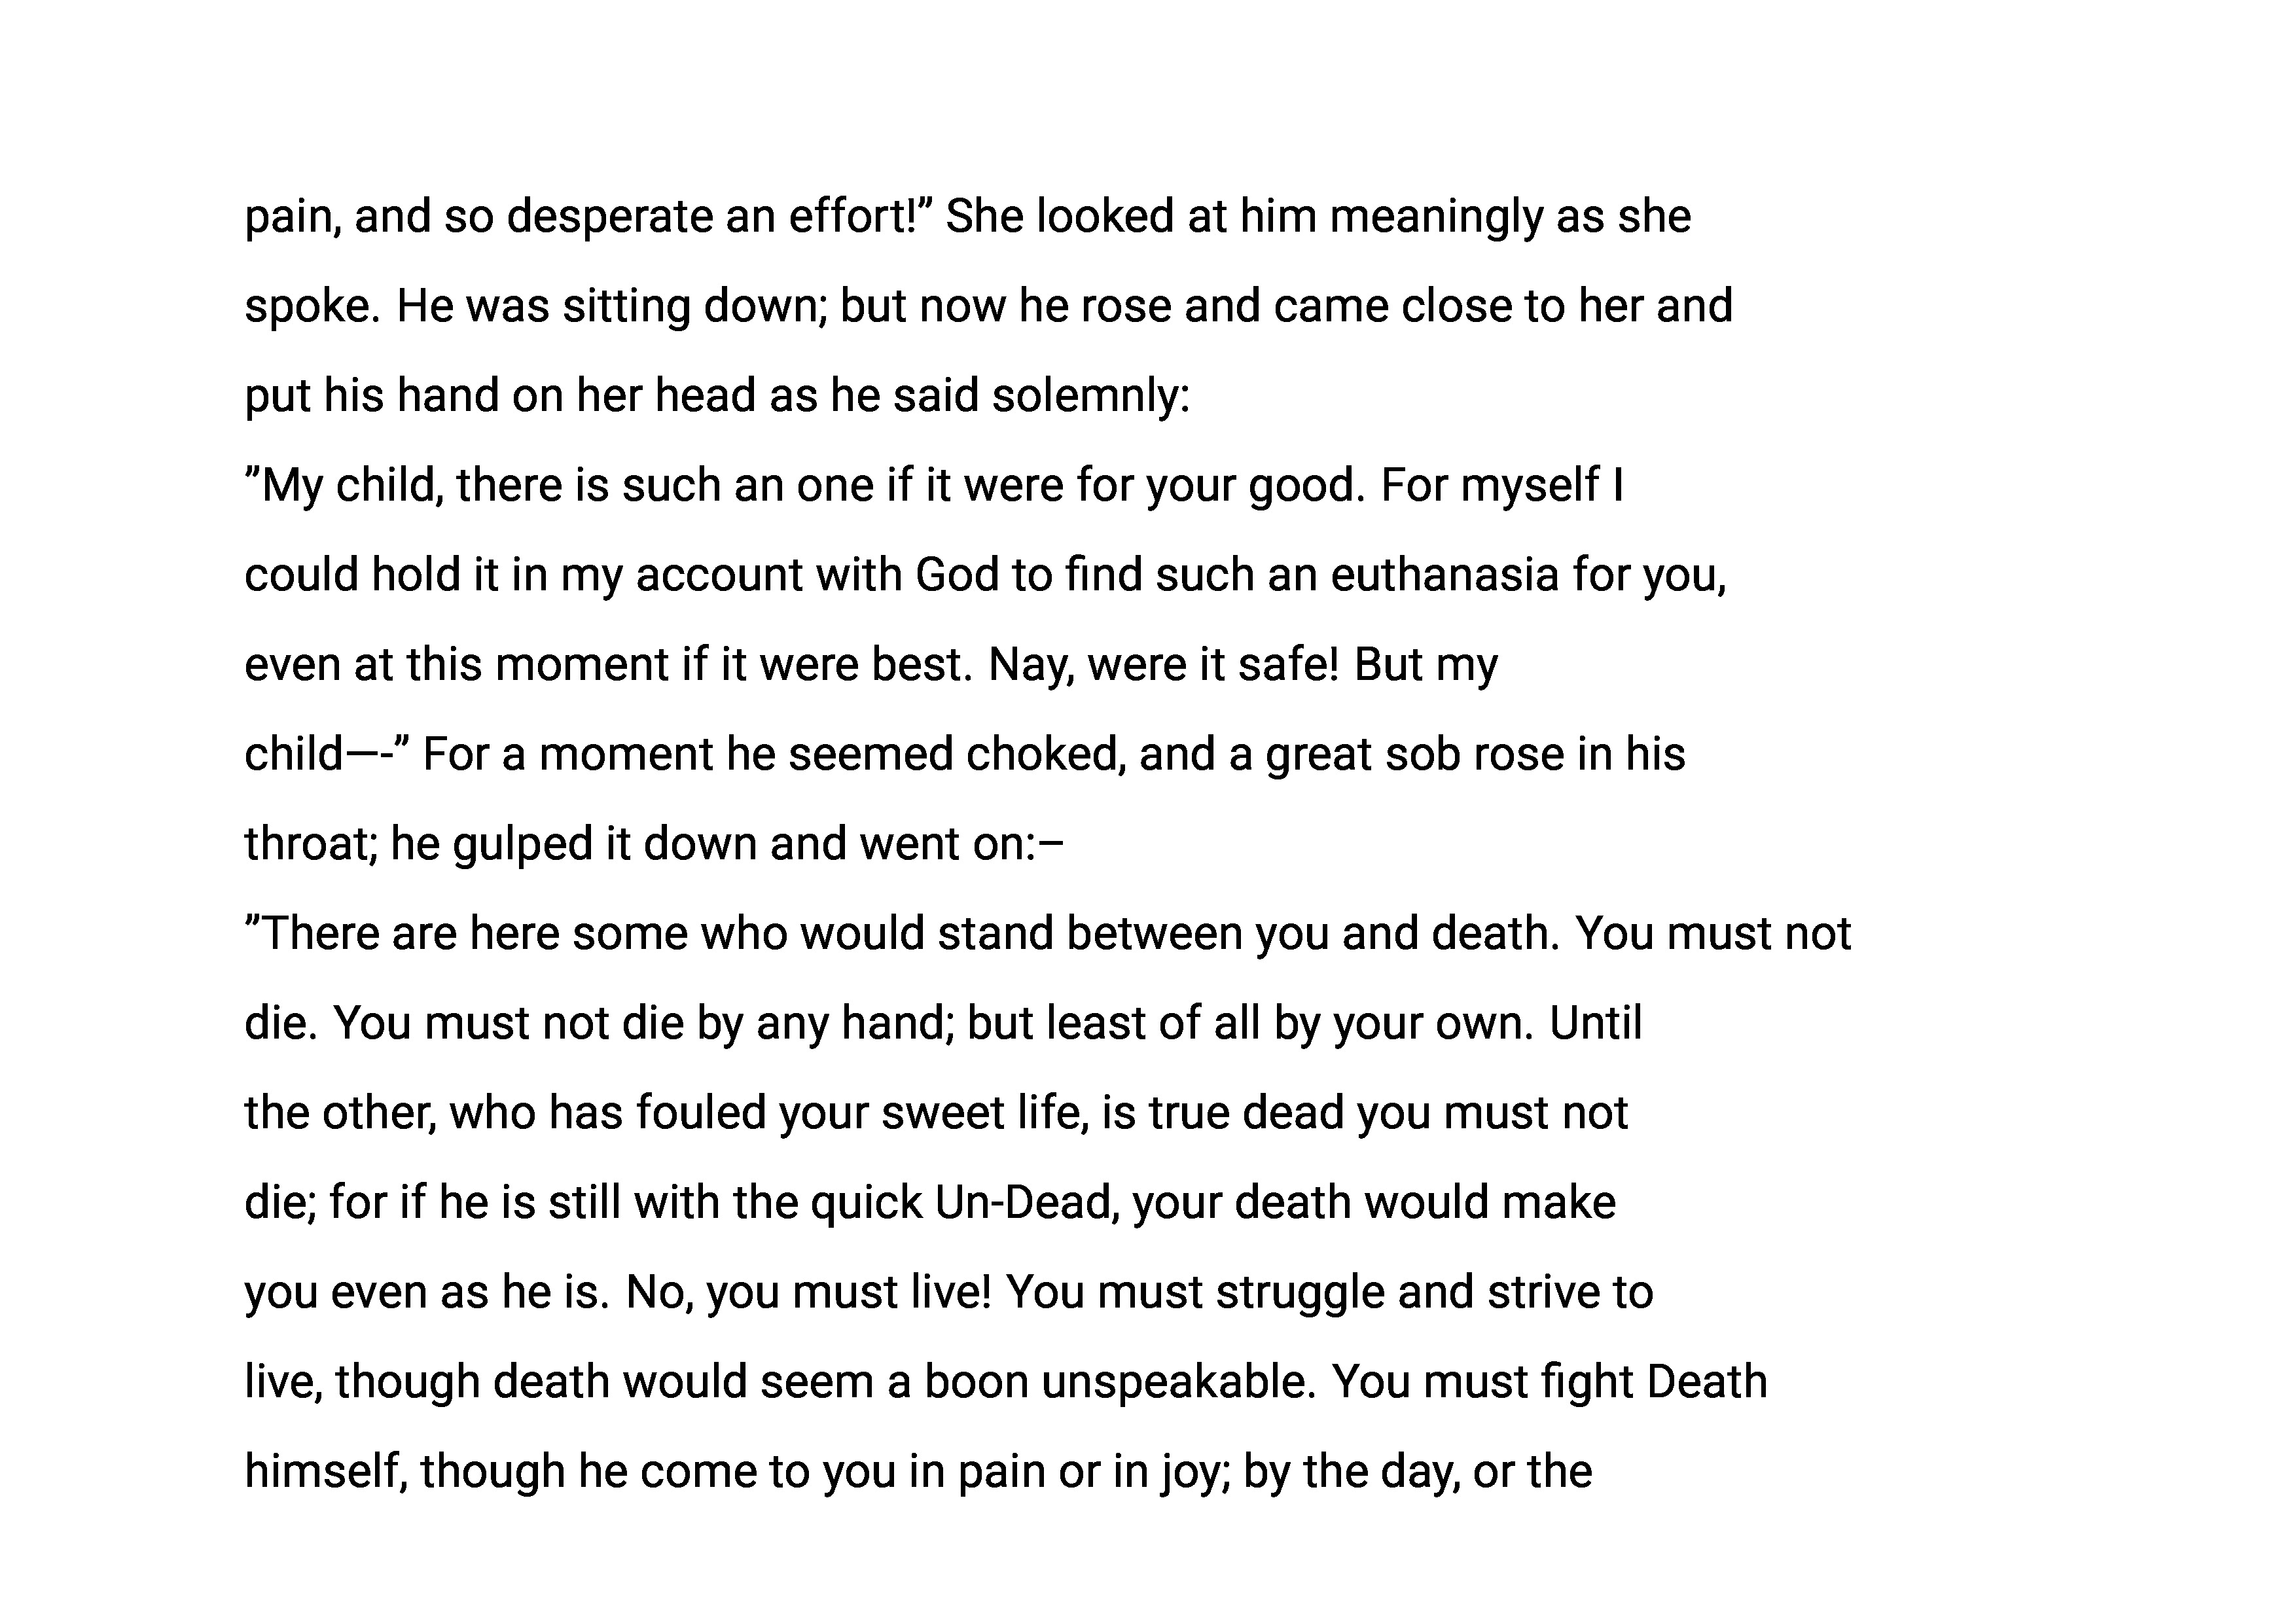 pain, and so desperate an effort!” She looked at him meaningly as she
spoke. He was sitting down; but now he rose and came close to her and
put his hand on her head as he said solemnly:
”My child, there is such an one if it were for your good. For myself I
could hold it in my account with God to find such an euthanasia for you,
even at this moment if it were best. Nay, were it safe! But my
child—-” For a moment he seemed choked, and a great sob rose in his
throat; he gulped it down and went on:–
”There are here some who would stand between you and death. You must not
die. You must not die by any hand; but least of all by your own. Until
the other, who has fouled your sweet life, is true dead you must not
die; for if he is still with the quick Un-Dead, your death would make
you even as he is. No, you must live! You must struggle and strive to
live, though death would seem a boon unspeakable. You must fight Death
himself, though he come to you in pain or in joy; by the day, or the